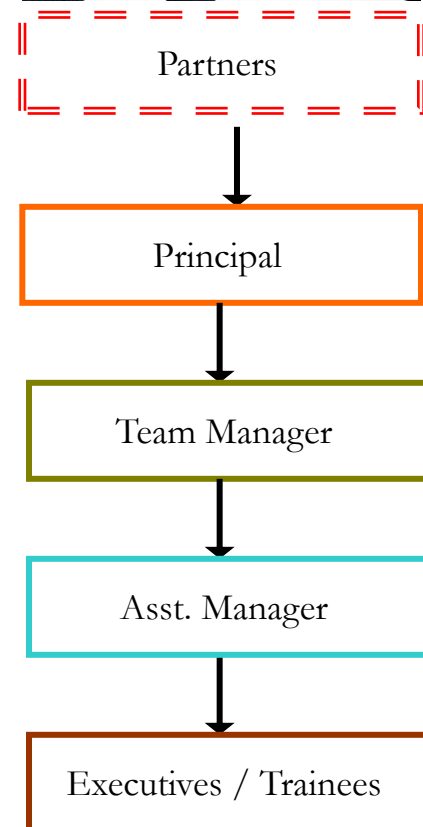 Partners
Principal
Team Manager
Asst. Manager
Executives / Trainees